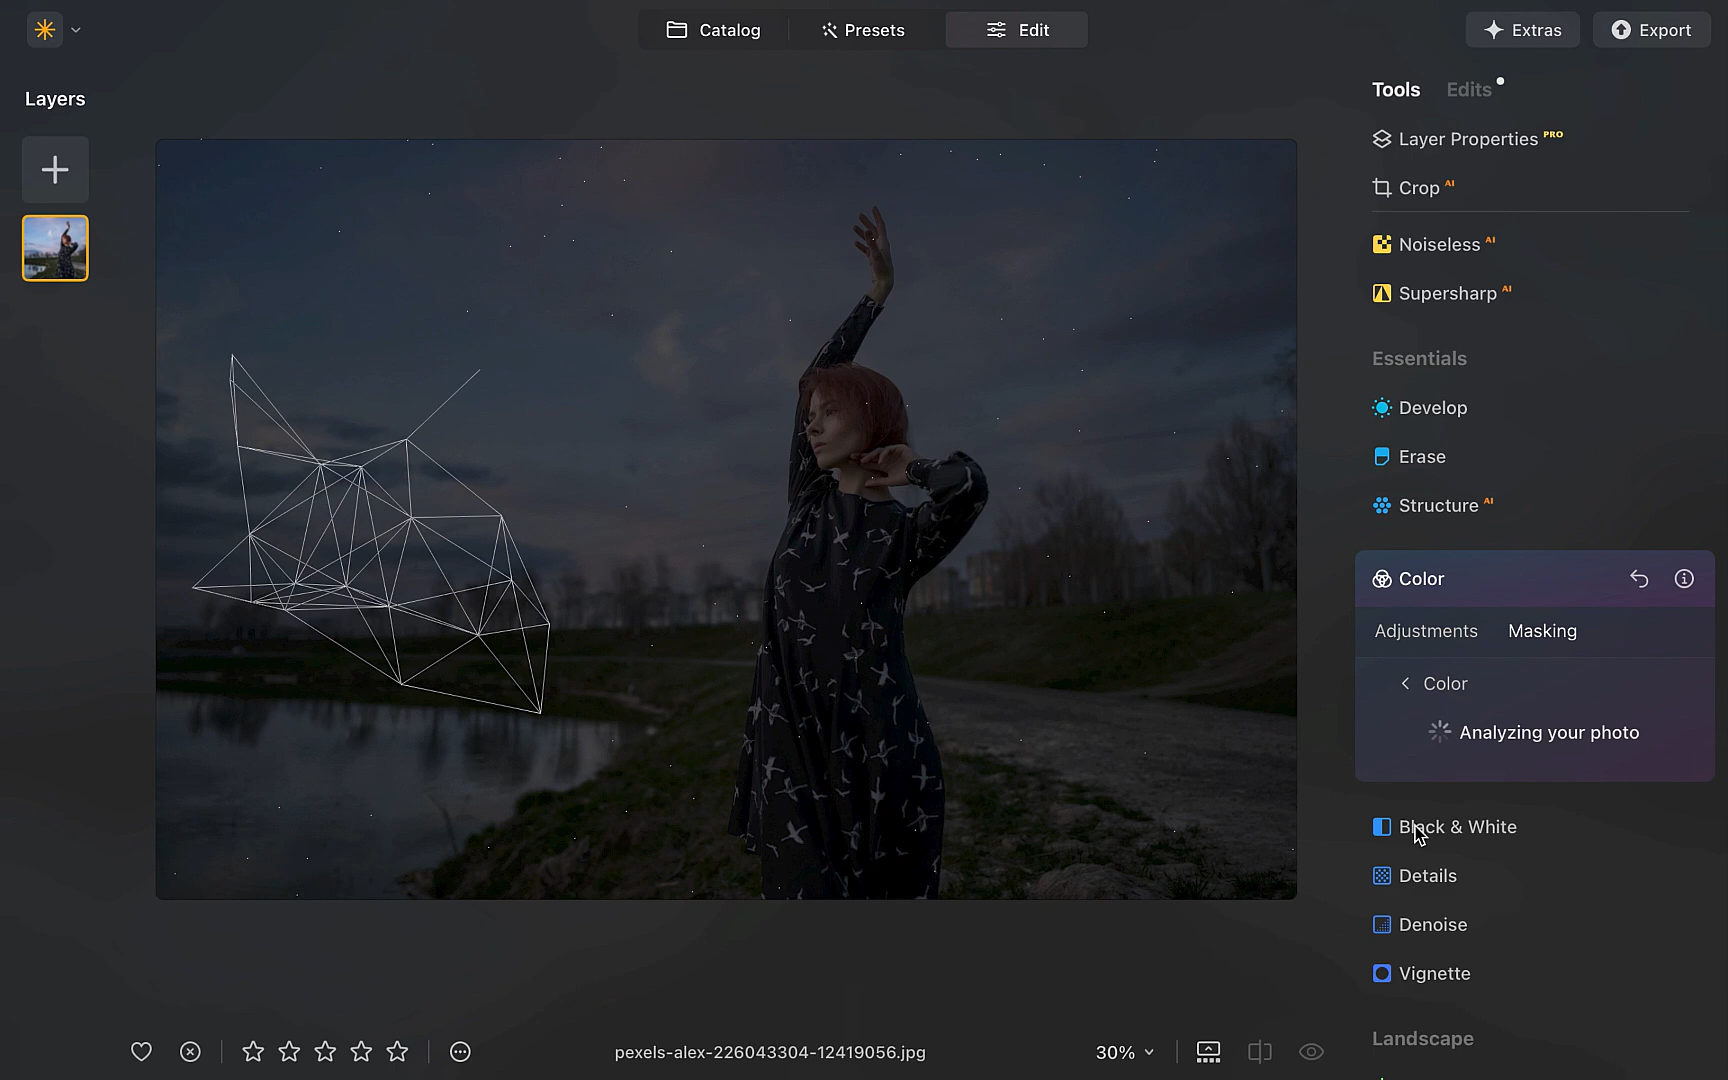 Catalog
Presets
Edit
Extras
Export
Layers
Tools
Edits
Layer Properties PRO
Crop AI
Noiseless AI
Supersharp AI
Essentials
Develop
Erase
Structure AI
Color
Adjustments
Masking
Color
Analyzing your photo
Black & White
Details
Denoise
Vignette
Landscape
pexels-alex-226043304-12419056.jpg
30%